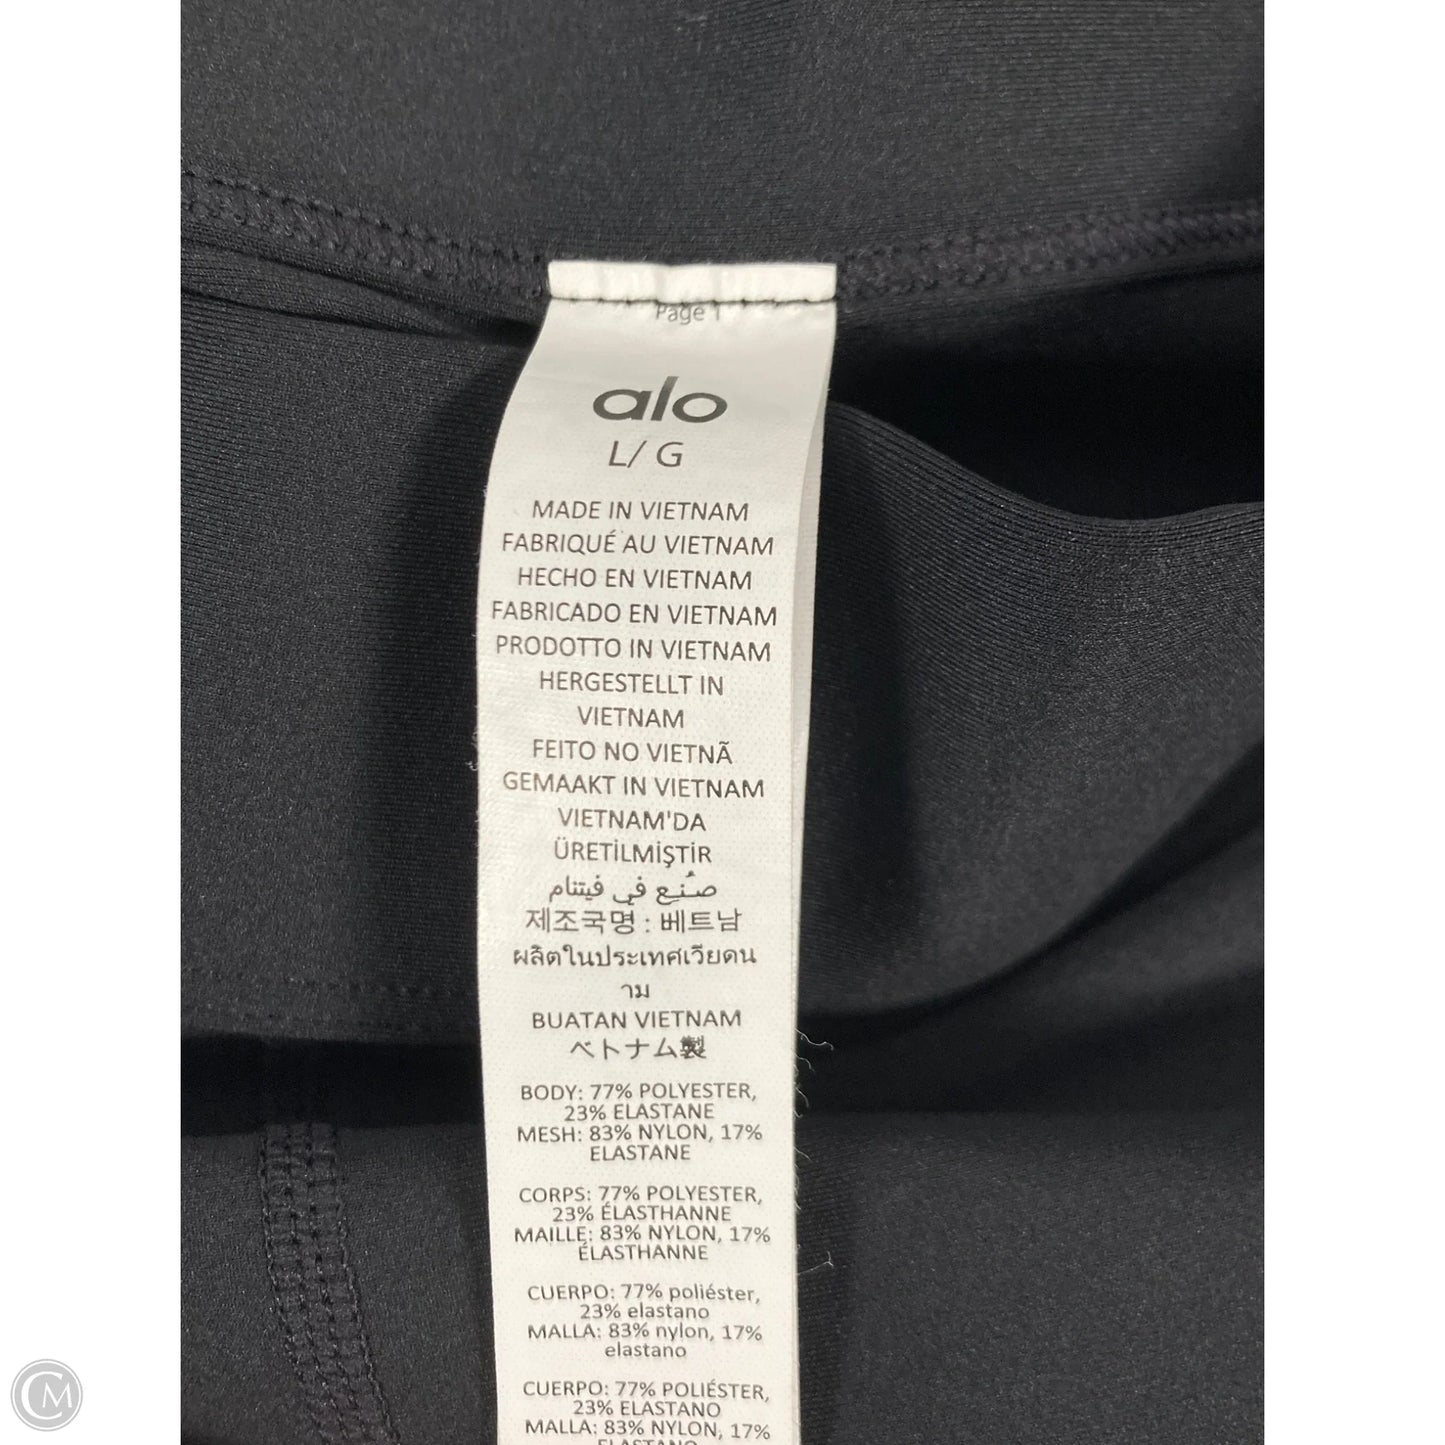 Page 1
alo
L/ G
MADE IN VIETNAM
FABRIQUÉ AU VIETNAM
HECHO EN VIETNAM
FABRICADO EN VIETNAM
PRODOTTO IN VIETNAM
HERGESTELLT IN
VIETNAM
FEITO NO VIETNÃ
GEMAAKT IN VIETNAM
VIETNAM'DA
ÜRETİLMİŞTİR
صُنع في فيتنام
제조국명 : 베트남
ผลิตในประเทศเวียดน
าม
BUATAN VIETNAM
ベトナム製
BODY: 77% POLYESTER,
23% ELASTANE
MESH: 83% NYLON, 17%
ELASTANE
CORPS: 77% POLYESTER,
23% ÉLASTHANNE
MAILLE: 83% NYLON, 17%
ÉLASTHANNE
CUERPO: 77% poliéster,
23% elastano
MALLA: 83% nylon, 17%
elastano
CUERPO: 77% POLIÉSTER,
23% ELASTANO
MALLA: 83% NYLON, 17%
ELASTANO
CM